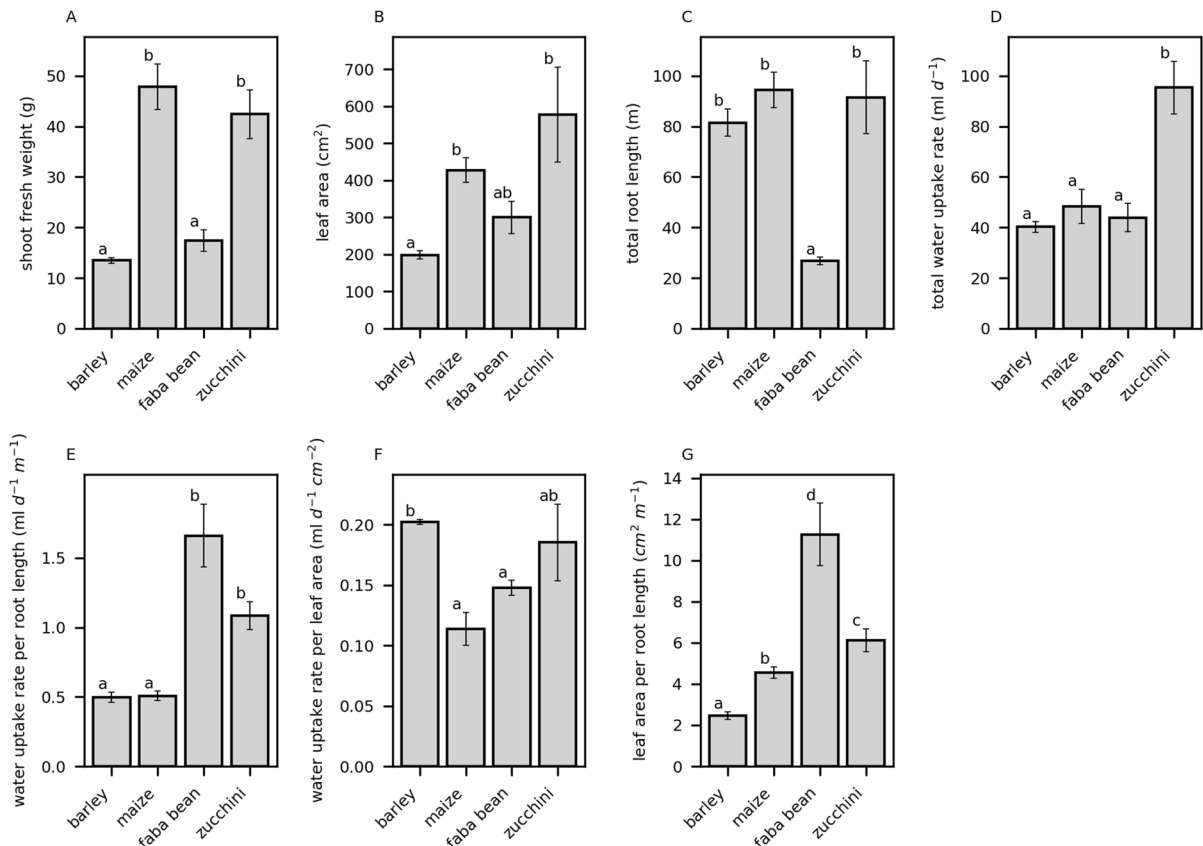 A
shoot fresh weight (g)
50
40
30
20
10
0
a
b
a
b
barley
maize
faba bean
zucchini
B
leaf area (cm²)
700
600
500
400
300
200
100
0
a
b
ab
b
barley
maize
faba bean
zucchini
C
total root length (m)
100
80
60
40
20
0
b
b
a
b
barley
maize
faba bean
zucchini
D
total water uptake rate (ml d⁻¹)
100
80
60
40
20
0
a
a
a
b
barley
maize
faba bean
zucchini
E
water uptake rate per root length (ml d⁻¹ m⁻¹)
1.5
1.0
0.5
0.0
a
a
b
b
barley
maize
faba bean
zucchini
F
water uptake rate per leaf area (ml d⁻¹ cm⁻²)
0.20
0.15
0.10
0.05
0.00
b
a
a
ab
barley
maize
faba bean
zucchini
G
leaf area per root length (cm² m⁻¹)
14
12
10
8
6
4
2
0
a
b
d
c
barley
maize
faba bean
zucchini